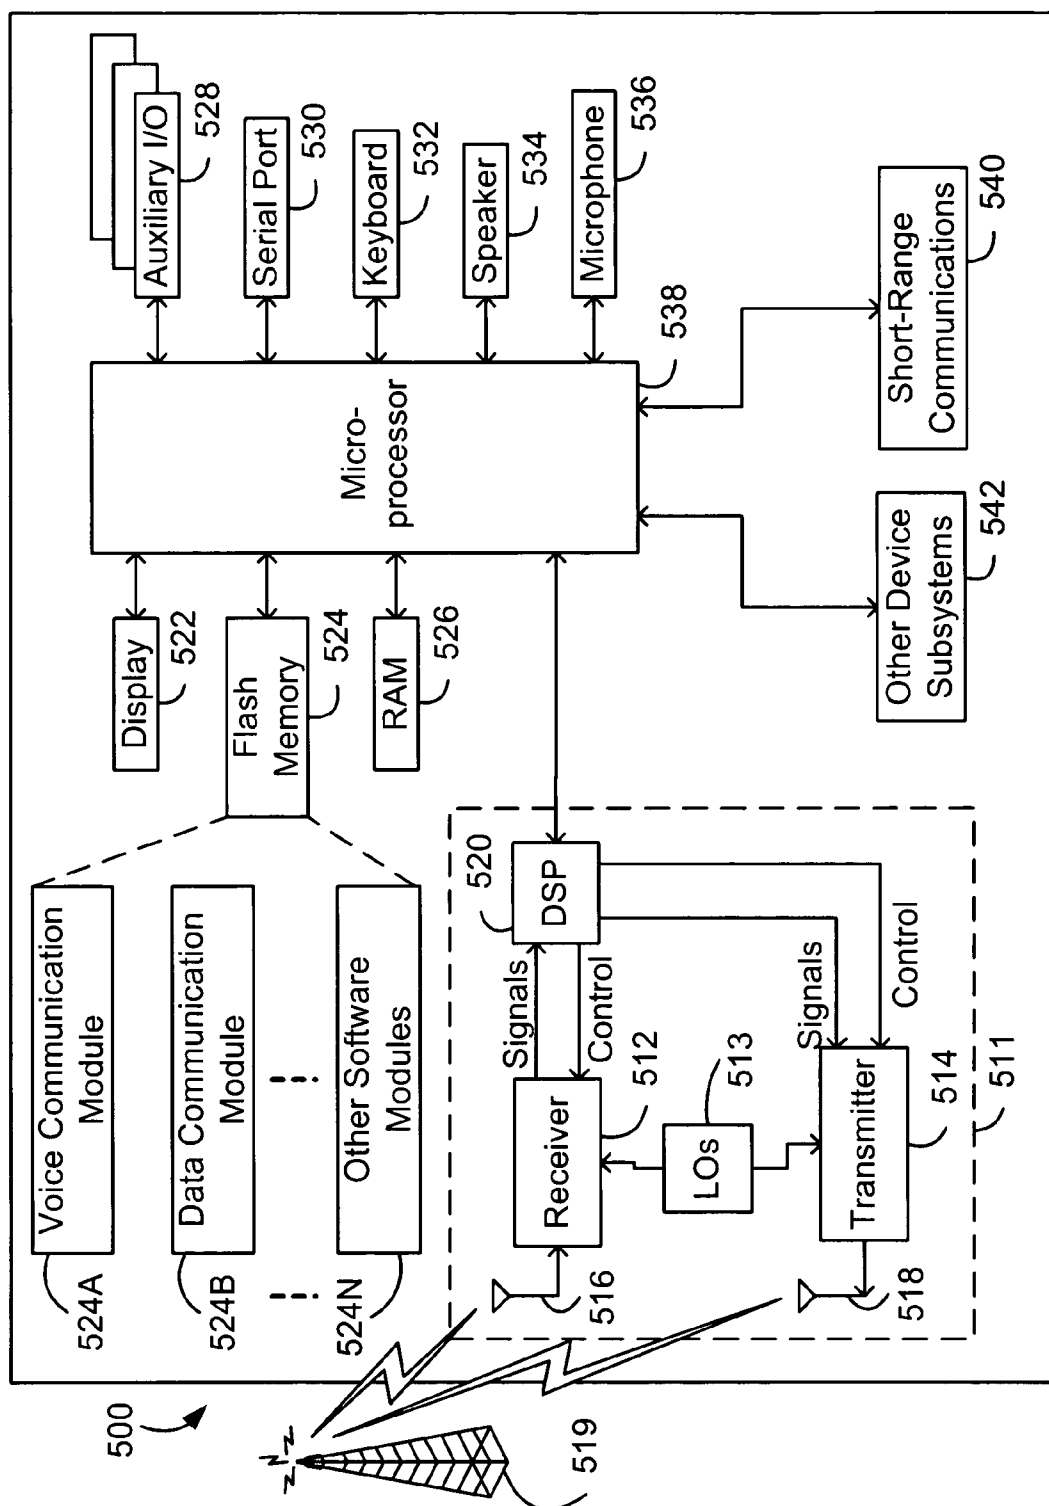 500
519
Voice Communication
Module
524A
Data Communication
Module
524B
Other Software
Modules
524N
Display
522
Flash
Memory
524
RAM
526
Micro-
processor
538
Auxiliary I/O
528
Serial Port
530
Keyboard
532
Speaker
534
Microphone
536
Short-Range
Communications
540
Other Device
Subsystems
542
DSP
520
Signals
Control
Receiver
512
516
LOs
513
Signals
Control
Transmitter
514
518
511